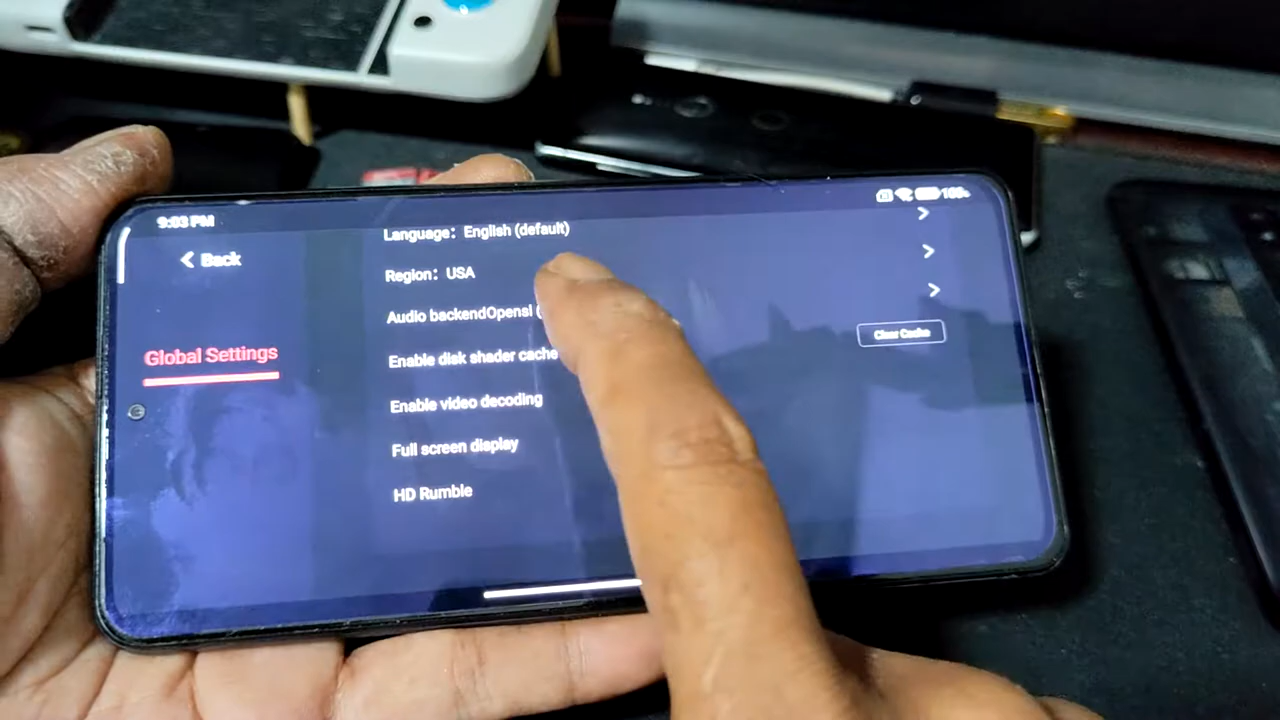 9:03 PM
Back
Global Settings
Language: English (default)
Region: USA
Audio backendOpensl (
Enable disk shader cache
Clear Cache
Enable video decoding
Full screen display
HD Rumble